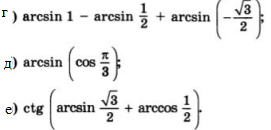 г) arcsin 1 − arcsin 1/2 + arcsin (−√3/2);
д) arcsin (cos π/3);
е) ctg (arcsin √3/2 + arccos 1/2).